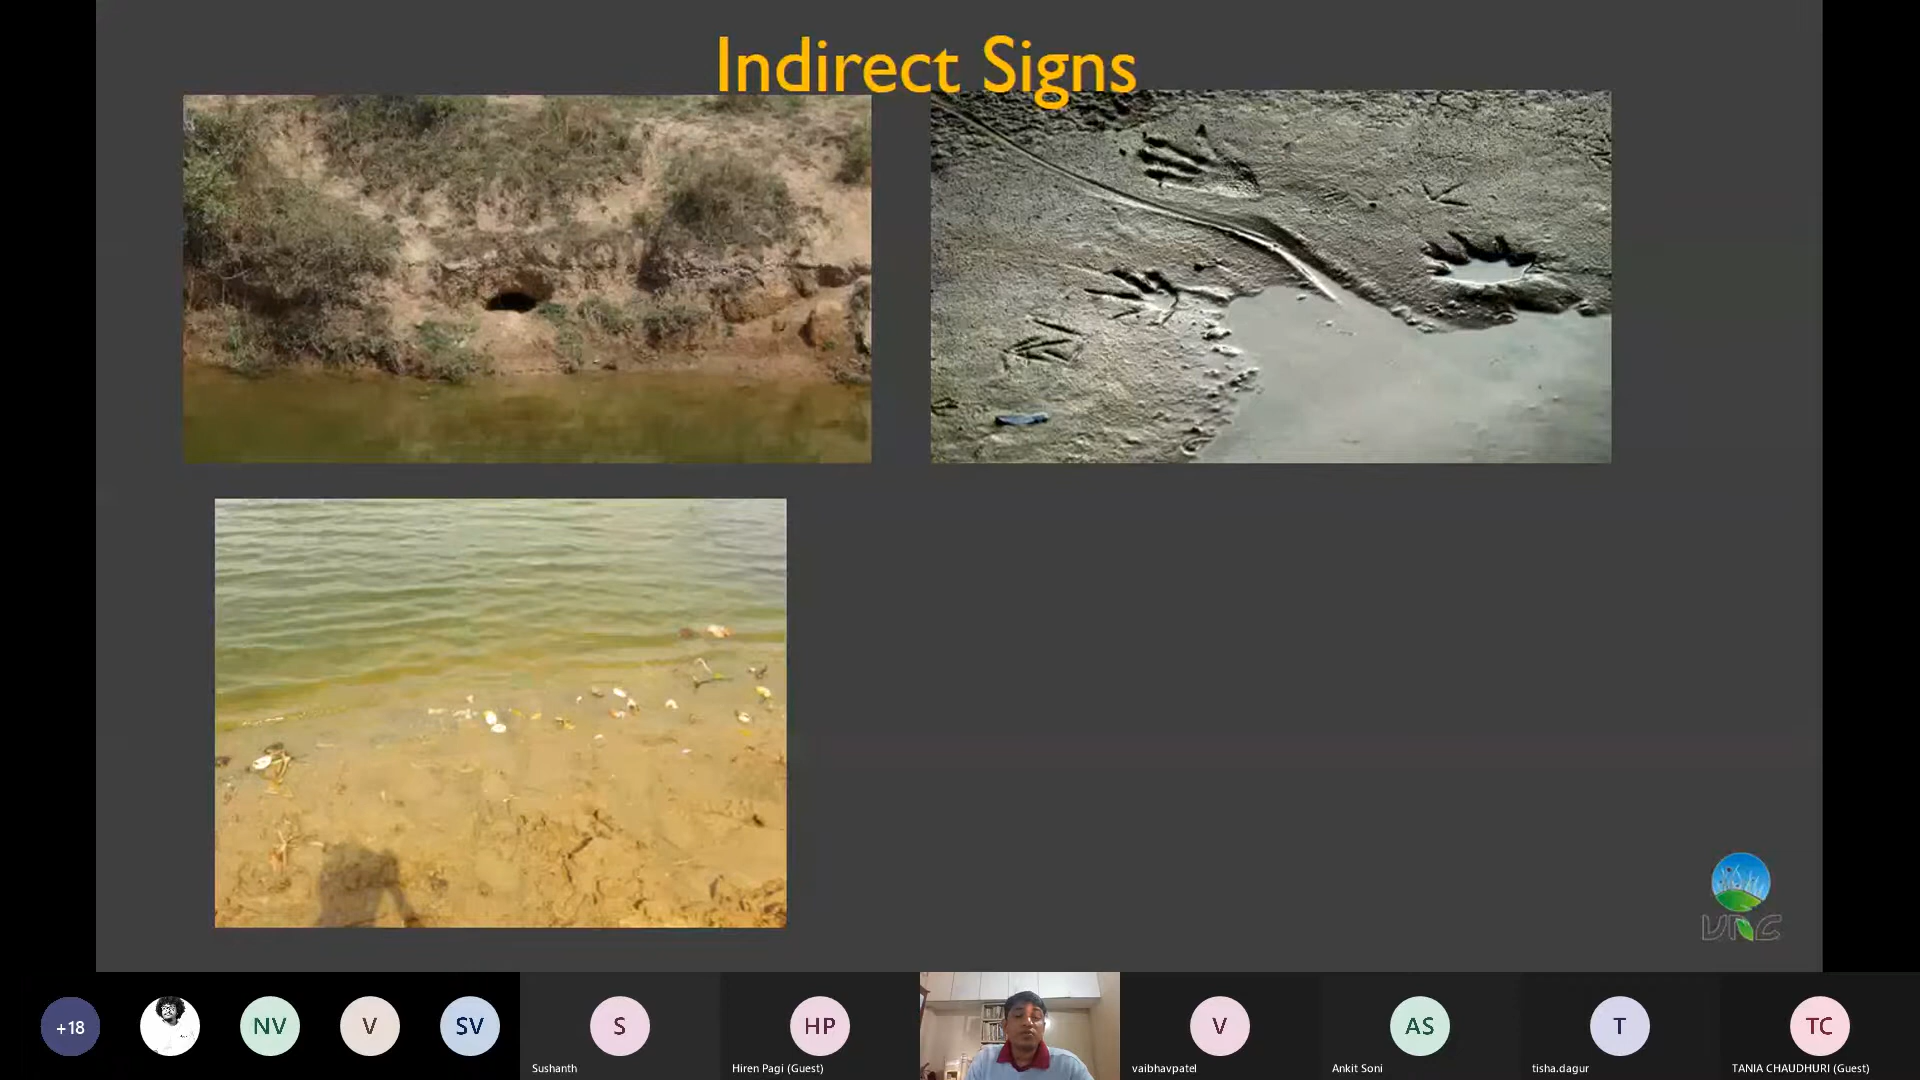 Indirect Signs
VNC
+18
NV
V
SV
S
HP
V
AS
T
TC
Sushanth
Hiren Pagi (Guest)
vaibhavpatel
Ankit Soni
tisha.dagur
TANIA CHAUDHURI (Guest)